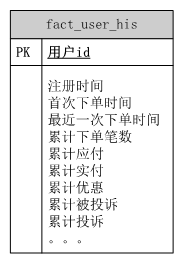 fact_user_his
PK 用户id
注册时间
首次下单时间
最近一次下单时间
累计下单笔数
累计应付
累计实付
累计优惠
累计被投诉
累计投诉
。。。